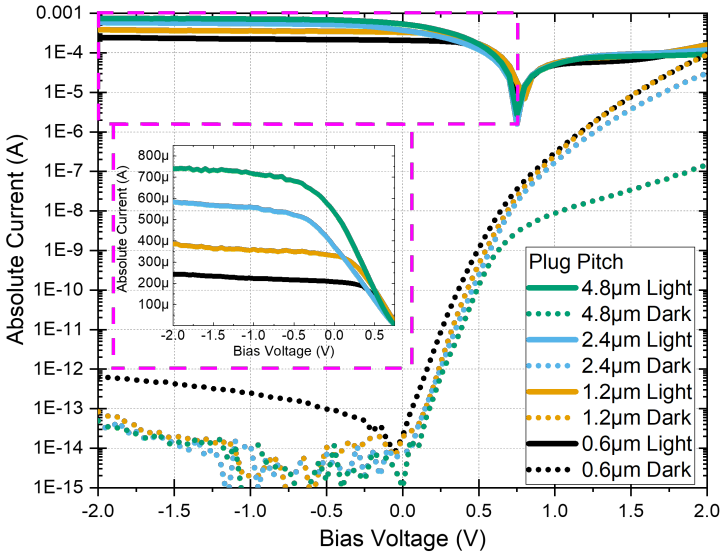 0.001
1E-4
1E-5
1E-6
1E-7
1E-8
1E-9
1E-10
1E-11
1E-12
1E-13
1E-14
1E-15
Absolute Current (A)
-2.0
-1.5
-1.0
-0.5
0.0
0.5
1.0
1.5
2.0
Bias Voltage (V)
800µ
700µ
600µ
500µ
400µ
300µ
200µ
100µ
Absolute Current (A)
-2.0
-1.5
-1.0
-0.5
0.0
0.5
Bias Voltage (V)
Plug Pitch
4.8µm Light
4.8µm Dark
2.4µm Light
2.4µm Dark
1.2µm Light
1.2µm Dark
0.6µm Light
0.6µm Dark